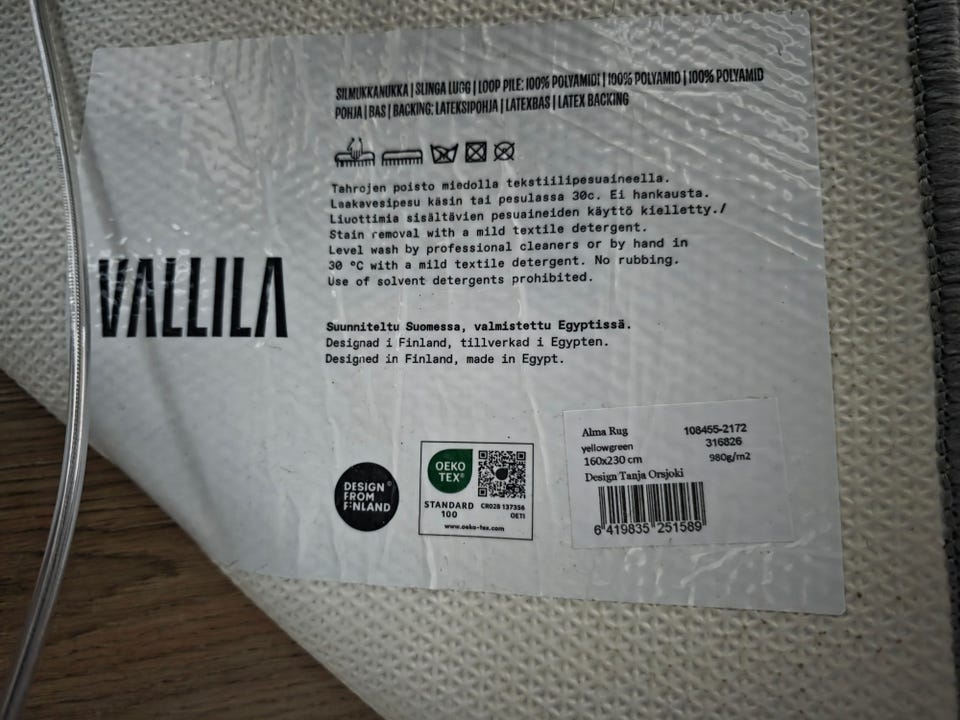 SILMUKKANUKKA | SLINGA LUGG | LOOP PILE: 100% POLYAMIDI | 100% POLYAMID | 100% POLYAMID
POHJA | BAS | BACKING: LATEKSIPOHJA | LATEXBAS | LATEX BACKING
Tahrojen poisto miedolla tekstiilipesuaineella.
Laakavesipesu käsin tai pesulassa 30c. Ei hankausta.
Liuottimia sisältävien pesuaineiden käyttö kielletty./
Stain removal with a mild textile detergent.
Level wash by professional cleaners or by hand in
30 °C with a mild textile detergent. No rubbing.
Use of solvent detergents prohibited.
VALLILA
Suunniteltu Suomessa, valmistettu Egyptissä.
Designad i Finland, tillverkad i Egypten.
Designed in Finland, made in Egypt.
DESIGN
FROM
FINLAND
OEKO
TEX®
STANDARD
100
CR02B 137356
OETI
www.oeko-tex.com
Alma Rug 108455-2172
yellowgreen 316826
160x230 cm 980g/m2
Design Tanja Orsjoki
6 419835 251589